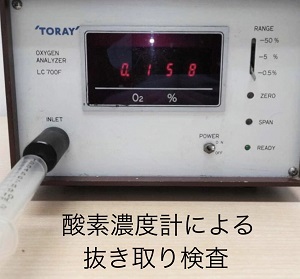 "TORAY"
OXYGEN
ANALYZER
LC 700F
0.158
O₂ %
RANGE
-50%
-5 %
-0.5%
ZERO
SPAN
READY
INLET
POWER
OFF
酸素濃度計による
抜き取り検査